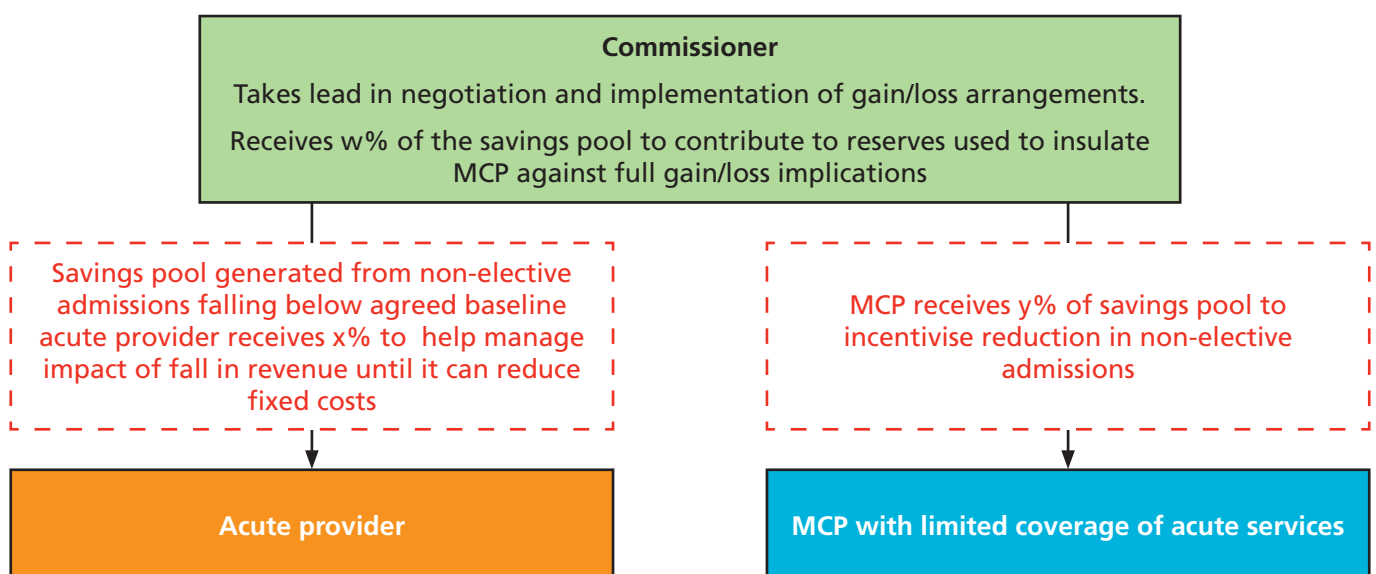 Commissioner
Takes lead in negotiation and implementation of gain/loss arrangements.
Receives w% of the savings pool to contribute to reserves used to insulate
MCP against full gain/loss implications
Savings pool generated from non-elective
admissions falling below agreed baseline
acute provider receives x% to help manage
impact of fall in revenue until it can reduce
fixed costs
MCP receives y% of savings pool to
incentivise reduction in non-elective
admissions
Acute provider
MCP with limited coverage of acute services